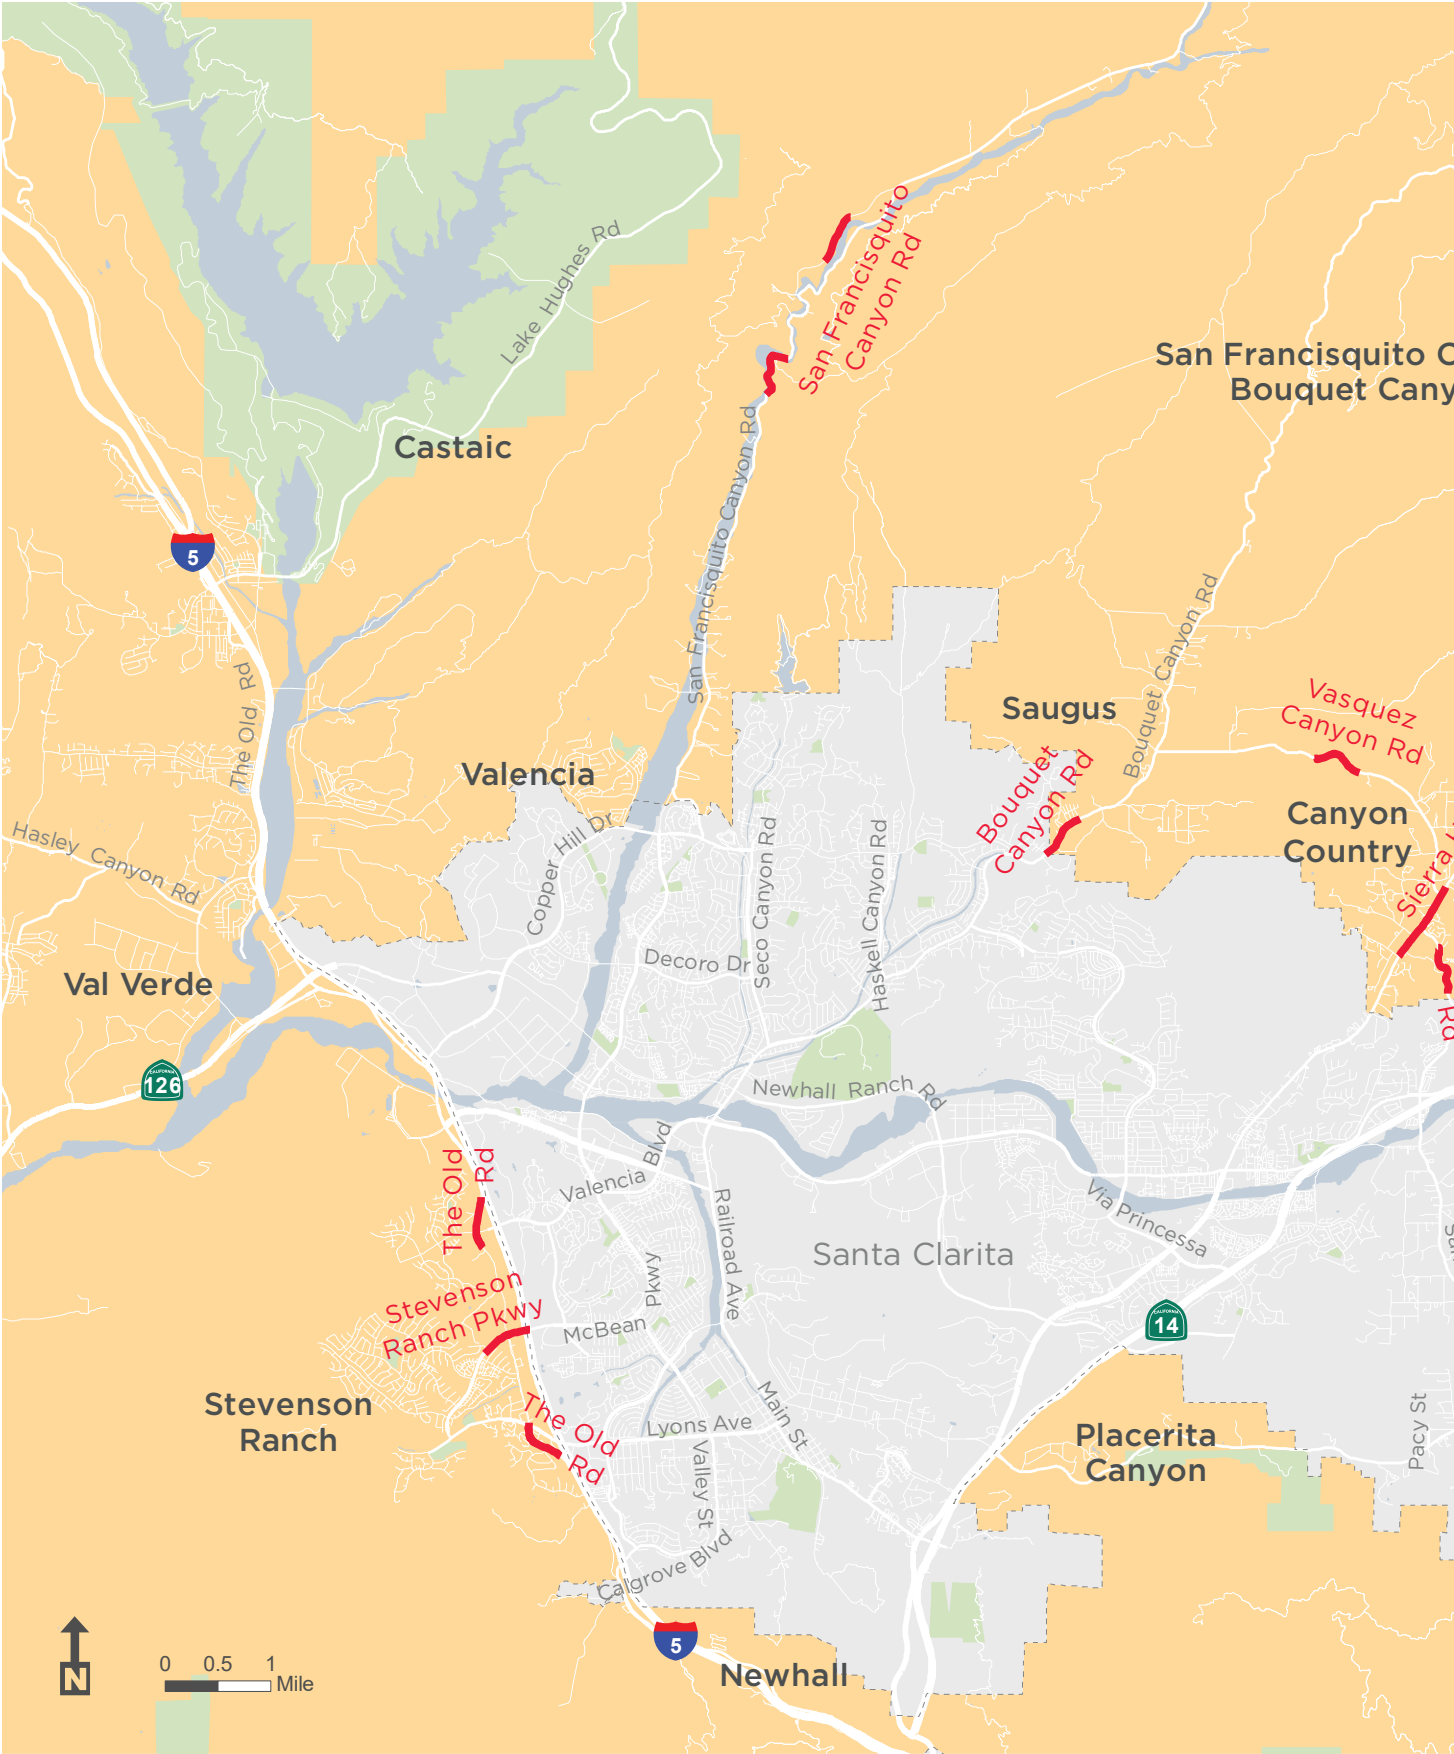 San Francisquito
Canyon Rd
Lake Hughes Rd
San Francisquito C
Bouquet Cany
Castaic
San Francisquito Canyon Rd
5
Bouquet Canyon Rd
The Old Rd
Saugus
Vasquez
Canyon Rd
Valencia
Bouquet
Canyon Rd
Canyon
Country
Hasley Canyon Rd
Copper Hill Dr
Seco Canyon Rd
Haskell Canyon Rd
Sierra
Decoro Dr
Val Verde
Rd
CALIFORNIA
126
Newhall Ranch Rd
The Old
Rd
Valencia Blvd
Railroad Ave
Via Princessa
Santa Clarita
Stevenson
Ranch Pkwy
McBean Pkwy
CALIFORNIA
14
Stevenson
Ranch
The Old
Rd
Lyons Ave
Main St
Valley St
Placerita
Canyon
Pacy St
Calgrove Blvd
5
Newhall
N
0 0.5 1
Mile